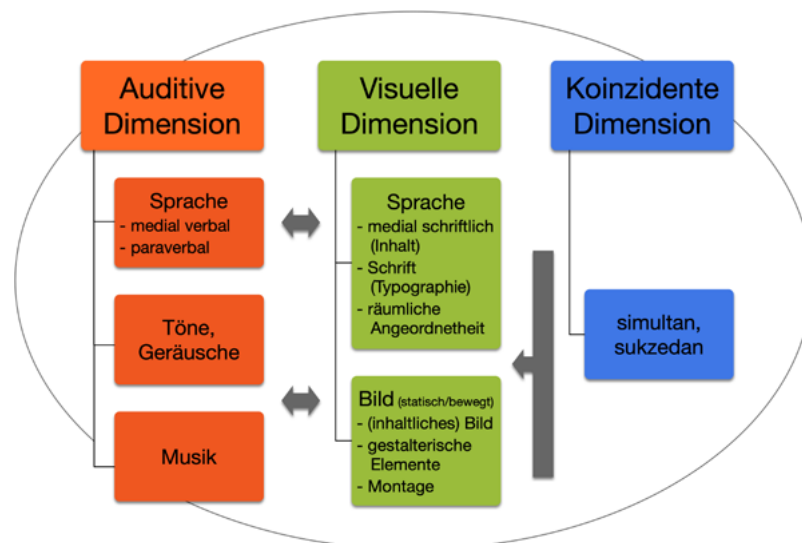 Auditive
Dimension
Sprache
- medial verbal
- paraverbal
Töne,
Geräusche
Musik
Visuelle
Dimension
Sprache
- medial schriftlich
(Inhalt)
- Schrift
(Typographie)
- räumliche
Angeordnetheit
Bild (statisch/bewegt)
- (inhaltliches) Bild
- gestalterische
Elemente
- Montage
Koinzidente
Dimension
simultan,
sukzedan